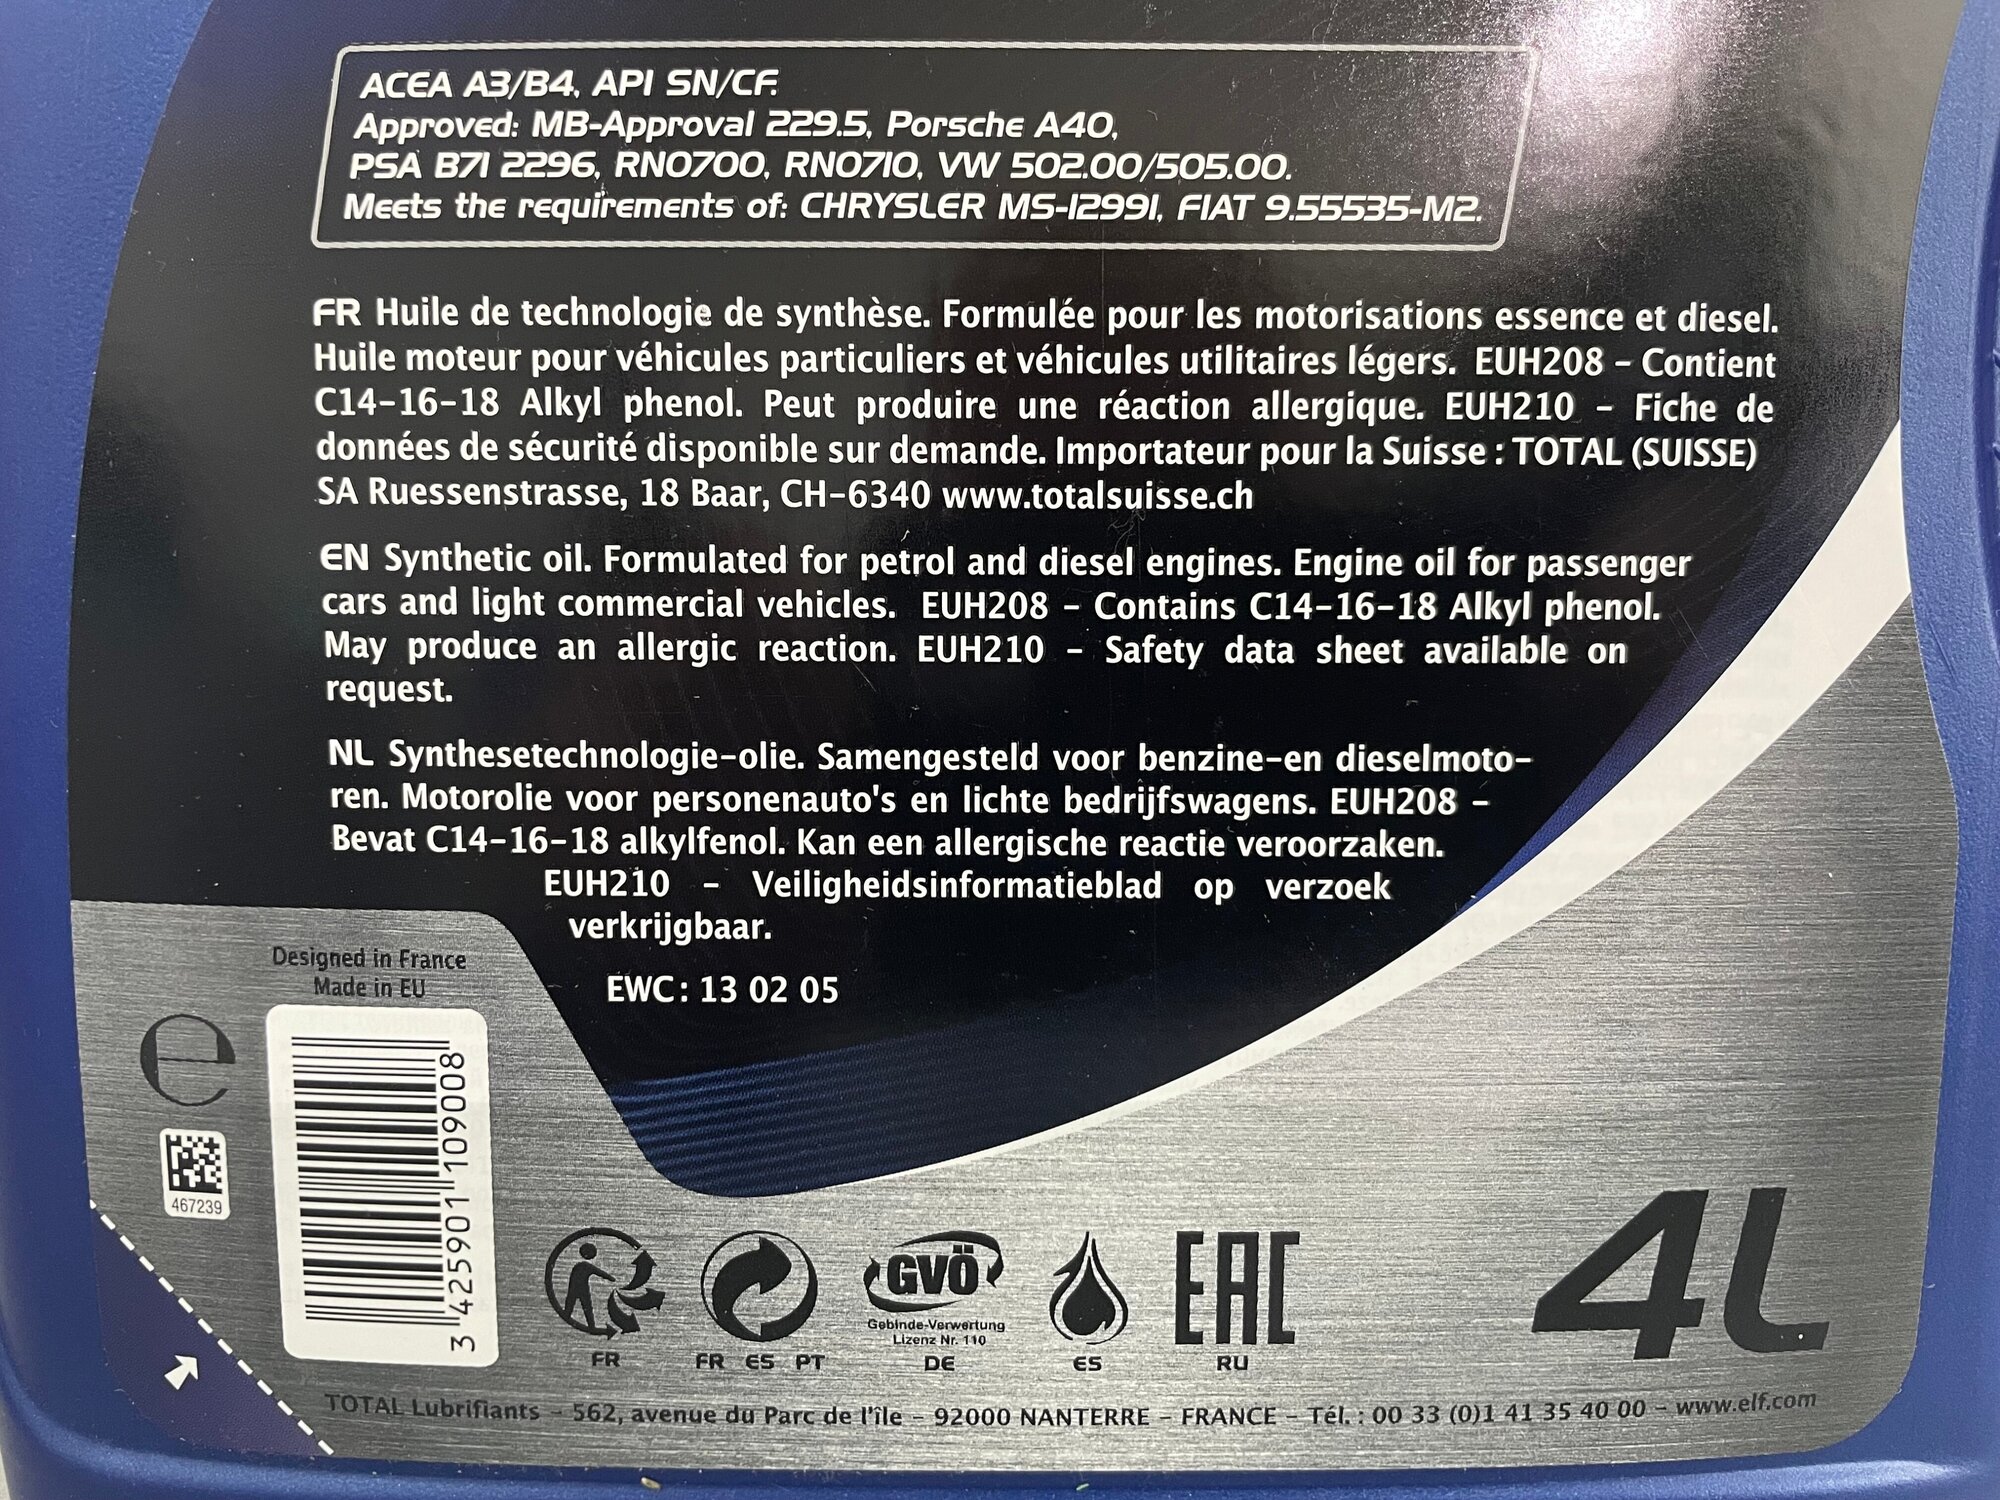 ACEA A3/B4, API SN/CF.
Approved: MB-Approval 229.5, Porsche A40,
PSA B71 2296, RN0700, RN0710, VW 502.00/505.00.
Meets the requirements of: CHRYSLER MS-12991, FIAT 9.55535-M2.
FR Huile de technologie de synthèse. Formulée pour les motorisations essence et diesel.
Huile moteur pour véhicules particuliers et véhicules utilitaires légers. EUH208 - Contient
C14-16-18 Alkyl phenol. Peut produire une réaction allergique. EUH210 - Fiche de
données de sécurité disponible sur demande. Importateur pour la Suisse : TOTAL (SUISSE)
SA Ruessenstrasse, 18 Baar, CH-6340 www.totalsuisse.ch
EN Synthetic oil. Formulated for petrol and diesel engines. Engine oil for passenger
cars and light commercial vehicles. EUH208 - Contains C14-16-18 Alkyl phenol.
May produce an allergic reaction. EUH210 - Safety data sheet available on
request.
NL Synthesetechnologie-olie. Samengesteld voor benzine-en dieselmoto-
ren. Motorolie voor personenauto's en lichte bedrijfswagens. EUH208 -
Bevat C14-16-18 alkylfenol. Kan een allergische reactie veroorzaken.
EUH210 - Veiligheidsinformatieblad op verzoek
verkrijgbaar.
EWC: 13 02 05
Designed in France
Made in EU
e
467239
3 425901 109008
FR
FR ES PT
GVÖ
Gebinde-Verwertung
Lizenz Nr. 110
DE
ES
EAC
RU
4L
TOTAL Lubrifiants - 562, avenue du Parc de l'île - 92000 NANTERRE - FRANCE - Tél. : 00 33 (0)1 41 35 40 00 - www.elf.com